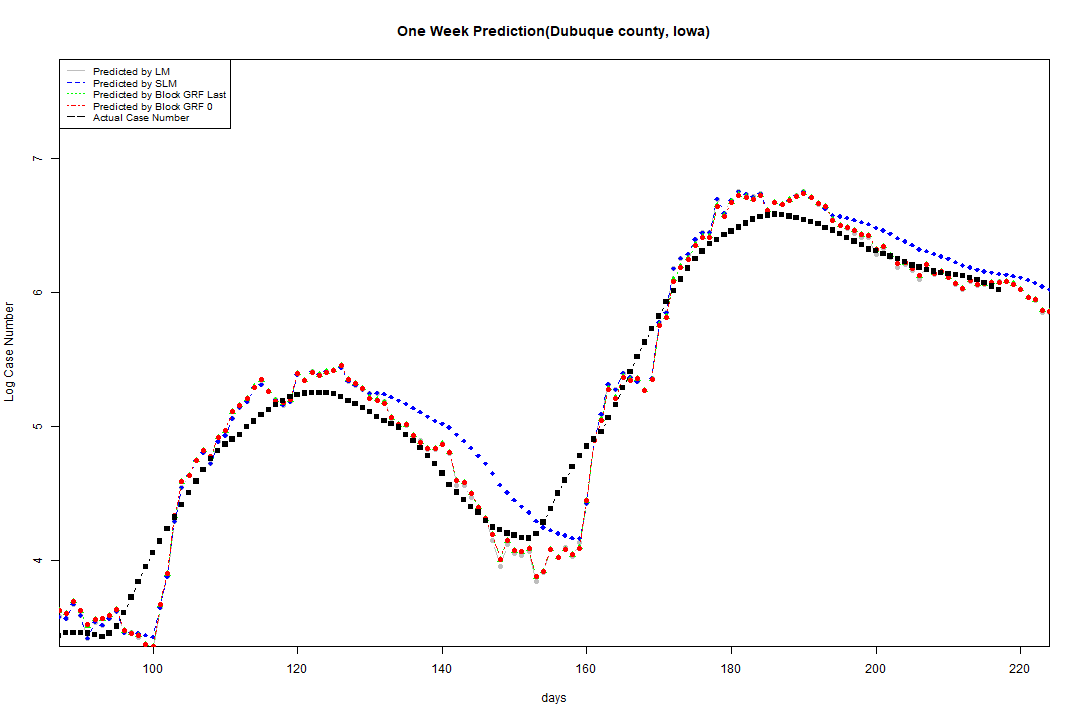 One Week Prediction(Dubuque county, Iowa)
Predicted by LM
Predicted by SLM
Predicted by Block GRF Last
Predicted by Block GRF 0
Actual Case Number
7
6
5
4
Log Case Number
100 120 140 160 180 200 220
days